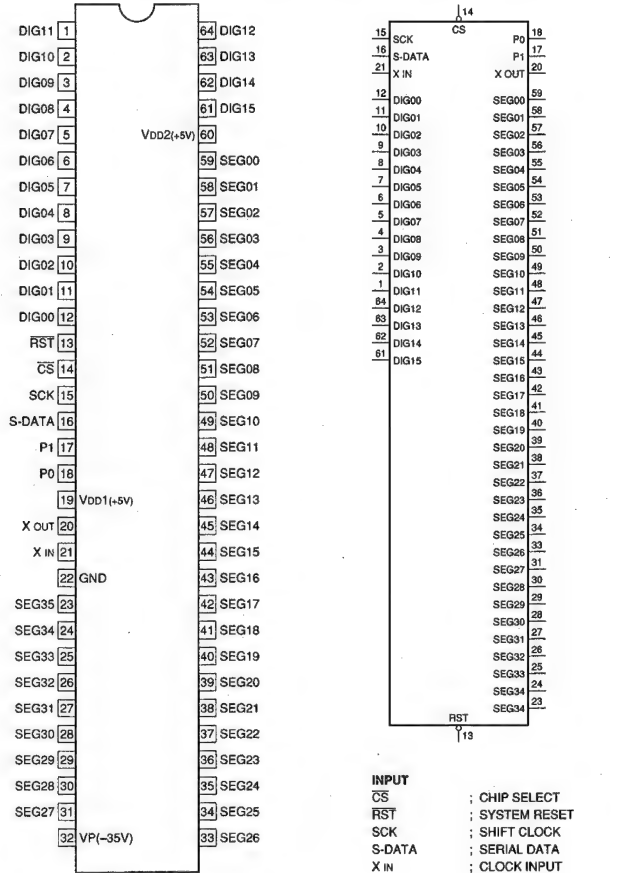 DIG11 1 64 DIG12
DIG10 2 63 DIG13
DIG09 3 62 DIG14
DIG08 4 61 DIG15
DIG07 5 VDD2(+5V) 60
DIG06 6 59 SEG00
DIG05 7 58 SEG01
DIG04 8 57 SEG02
DIG03 9 56 SEG03
DIG02 10 55 SEG04
DIG01 11 54 SEG05
DIG00 12 53 SEG06
RST 13 52 SEG07
CS 14 51 SEG08
SCK 15 50 SEG09
S-DATA 16 49 SEG10
P1 17 48 SEG11
P0 18 47 SEG12
19 VDD1(+5V) 46 SEG13
X OUT 20 45 SEG14
X IN 21 44 SEG15
22 GND 43 SEG16
SEG35 23 42 SEG17
SEG34 24 41 SEG18
SEG33 25 40 SEG19
SEG32 26 39 SEG20
SEG31 27 38 SEG21
SEG30 28 37 SEG22
SEG29 29 36 SEG23
SEG28 30 35 SEG24
SEG27 31 34 SEG25
32 VP(-35V) 33 SEG26
14
CS
15 SCK P0 18
16 S-DATA P1 17
21 X IN X OUT 20
12 DIG00 SEG00 59
11 DIG01 SEG01 58
10 DIG02 SEG02 57
9 DIG03 SEG03 56
8 DIG04 SEG04 55
7 DIG05 SEG05 54
6 DIG06 SEG06 53
5 DIG07 SEG07 52
4 DIG08 SEG08 51
3 DIG09 SEG09 50
2 DIG10 SEG10 49
1 DIG11 SEG11 48
64 DIG12 SEG12 47
63 DIG13 SEG13 46
62 DIG14 SEG14 45
61 DIG15 SEG15 44
SEG16 43
SEG17 42
SEG18 41
SEG19 40
SEG20 39
SEG21 38
SEG22 37
SEG23 36
SEG24 35
SEG25 34
SEG26 33
SEG27 31
SEG28 30
SEG29 29
SEG30 28
SEG31 27
SEG32 26
SEG33 25
SEG34 24
SEG34 23
RST
13
INPUT
CS ; CHIP SELECT
RST ; SYSTEM RESET
SCK ; SHIFT CLOCK
S-DATA ; SERIAL DATA
X IN ; CLOCK INPUT